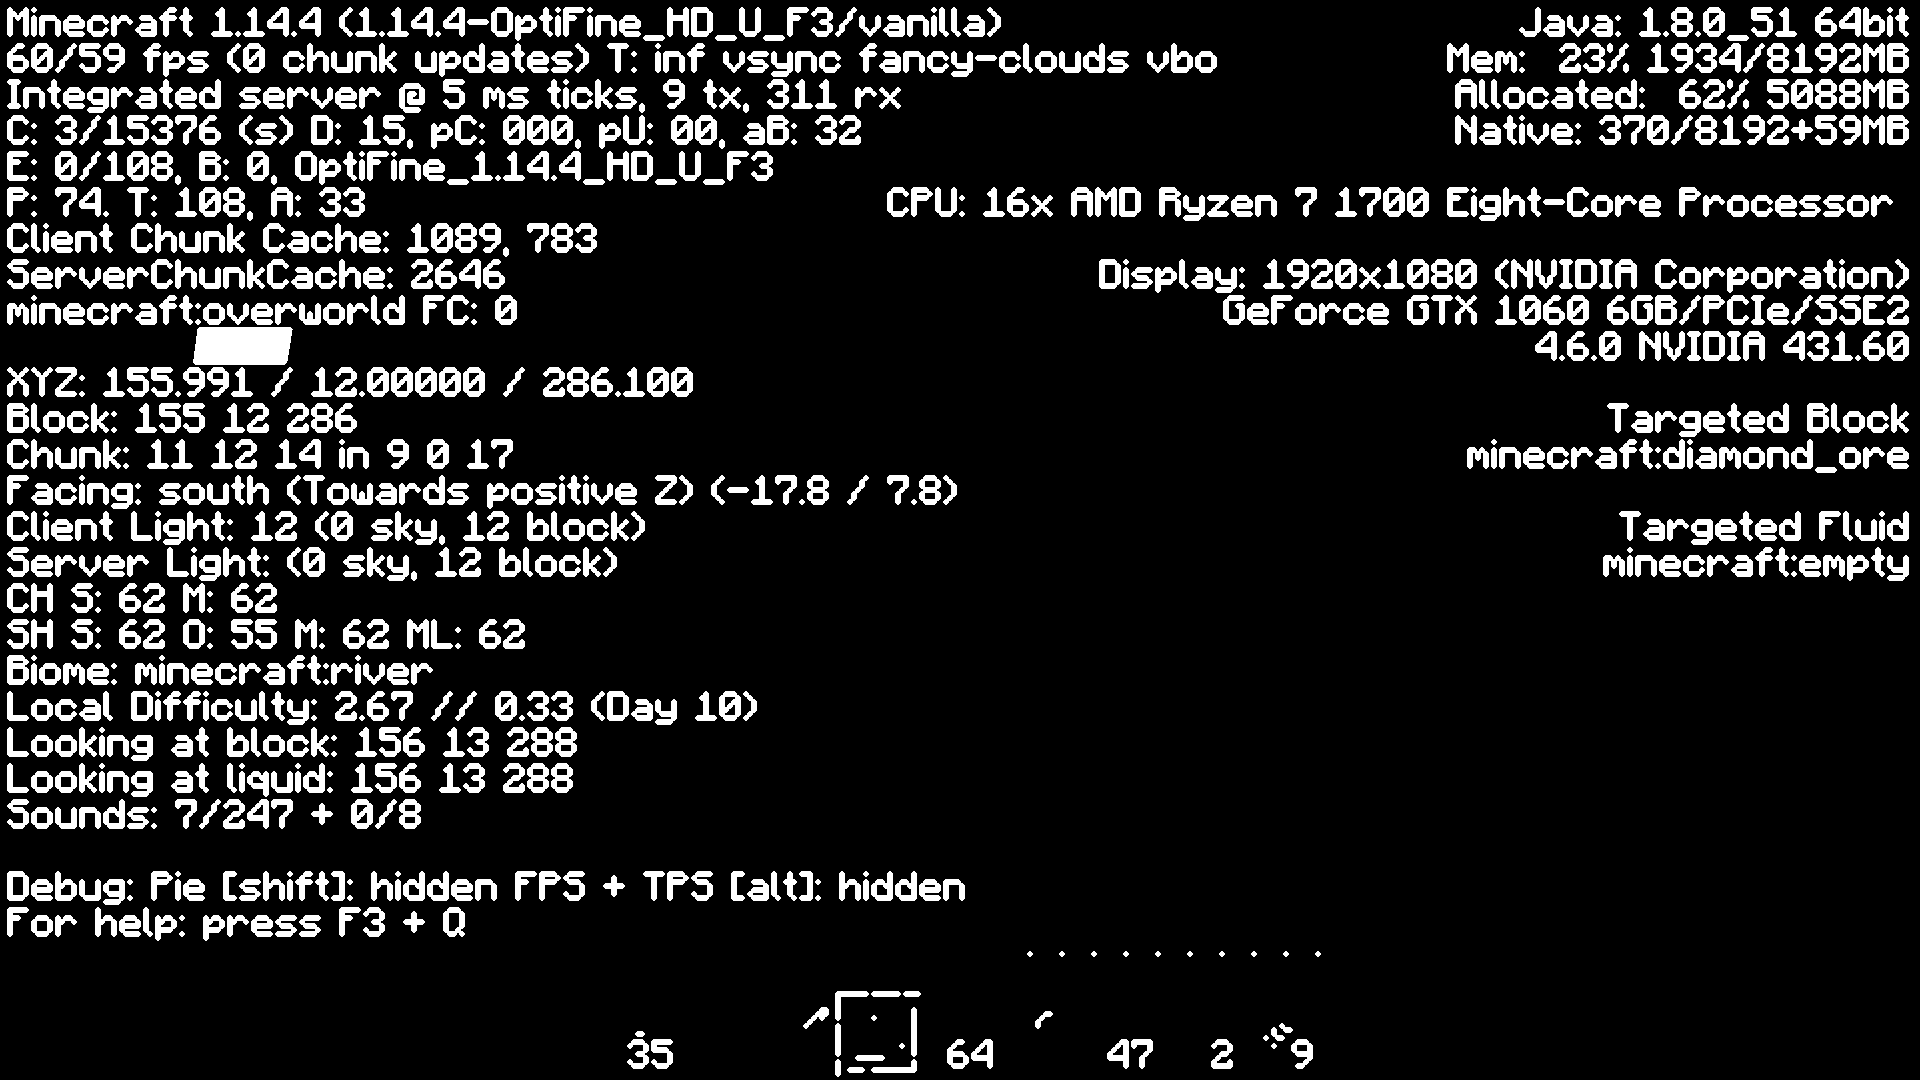 Minecraft 1.14.4 (1.14.4-OptiFine_HD_U_F3/vanilla)
60/59 fps (0 chunk updates) T: inf vsync fancy-clouds vbo
Integrated server @ 5 ms ticks, 9 tx, 311 rx
C: 3/15376 (s) D: 15, pC: 000, pU: 00, aB: 32
E: 0/108, B: 0, OptiFine_1.14.4_HD_U_F3
P: 74. T: 108, A: 33
Client Chunk Cache: 1089, 783
ServerChunkCache: 2646
minecraft:overworld FC: 0
XYZ: 155.991 / 12.00000 / 286.100
Block: 155 12 286
Chunk: 11 12 14 in 9 0 17
Facing: south (Towards positive Z) (-17.8 / 7.8)
Client Light: 12 (0 sky, 12 block)
Server Light: (0 sky, 12 block)
CH S: 62 M: 62
SH S: 62 O: 55 M: 62 ML: 62
Biome: minecraft:river
Local Difficulty: 2.67 // 0.33 (Day 10)
Looking at block: 156 13 288
Looking at liquid: 156 13 288
Sounds: 7/247 + 0/8
Debug: Pie [shift]: hidden FPS + TPS [alt]: hidden
For help: press F3 + Q
Java: 1.8.0_51 64bit
Mem: 23% 1934/8192MB
Allocated: 62% 5088MB
Native: 370/8192+59MB
CPU: 16x AMD Ryzen 7 1700 Eight-Core Processor
Display: 1920x1080 (NVIDIA Corporation)
GeForce GTX 1060 6GB/PCIe/SSE2
4.6.0 NVIDIA 431.60
Targeted Block
minecraft:diamond_ore
Targeted Fluid
minecraft:empty
35 64 47 2 9